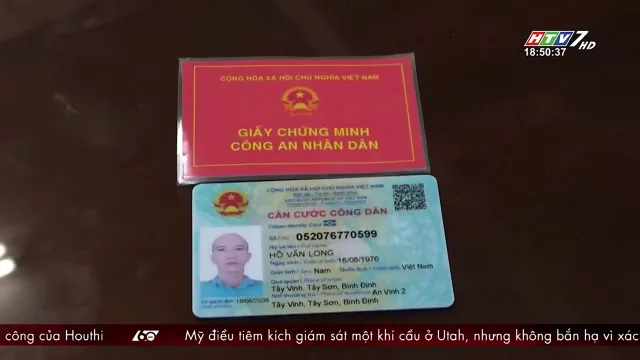 HTV7 HD
18:50:37
CỘNG HÒA XÃ HỘI CHỦ NGHĨA VIỆT NAM
GIẤY CHỨNG MINH
CÔNG AN NHÂN DÂN
CỘNG HÒA XÃ HỘI CHỦ NGHĨA VIỆT NAM
Độc lập - Tự do - Hạnh phúc
SOCIALIST REPUBLIC OF VIET NAM
CĂN CƯỚC CÔNG DÂN
Citizen Identity Card
Số / No. 052076770599
Họ và tên / Full name:
HỒ VĂN LONG
Ngày sinh / Date of birth 16/06/1976
Giới tính / Sex Nam Quốc tịch / Nationality Việt Nam
Quê quán / Place of origin
Tây Vinh, Tây Sơn, Bình Định
Nơi thường trú / Place of residence An Vinh 2
Tây Vinh, Tây Sơn, Bình Định
công của Houthi 60 Mỹ điều tiêm kích giám sát một khí cầu ở Utah, nhưng không bắn hạ vì xác